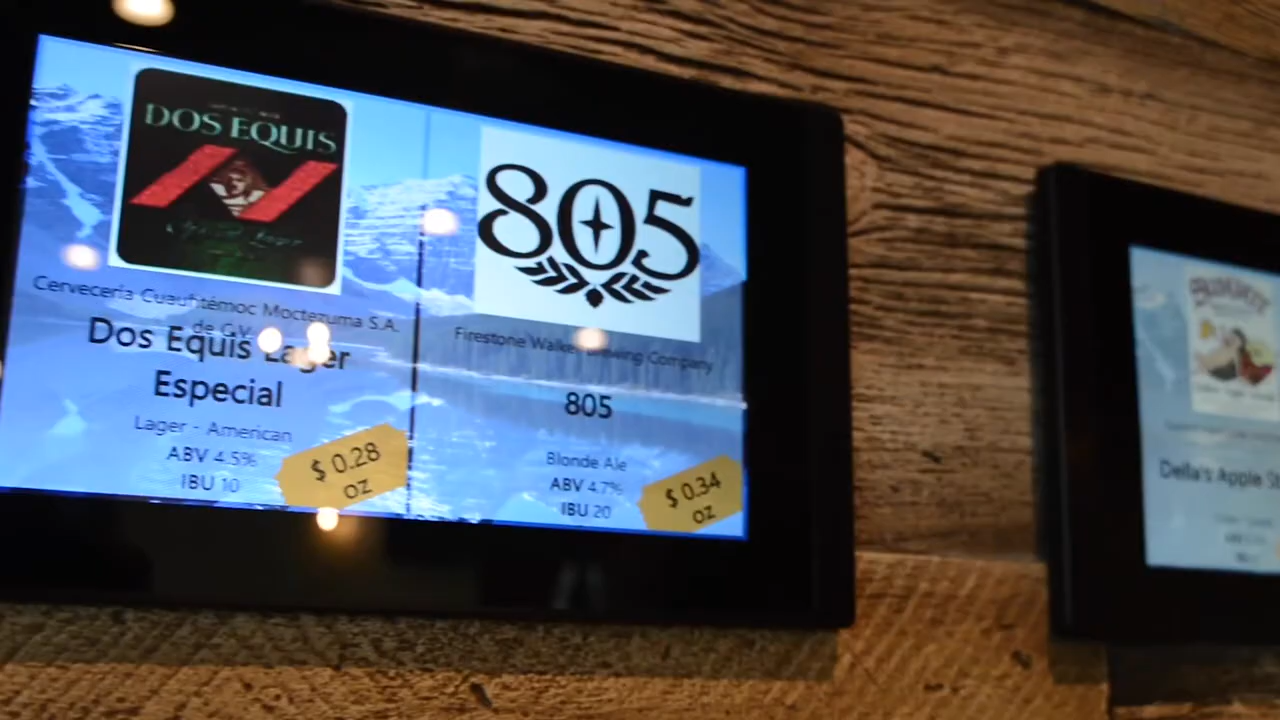 DOS EQUIS
Cervecería Cuauhtémoc Moctezuma S.A.
de C.V.
Dos Equis Lager
Especial
Lager - American
ABV 4.5%
IBU 10
$ 0.28
oz
805
Firestone Walker Brewing Company
805
Blonde Ale
ABV 4.7%
IBU 20
$ 0.34
oz
Della's Apple